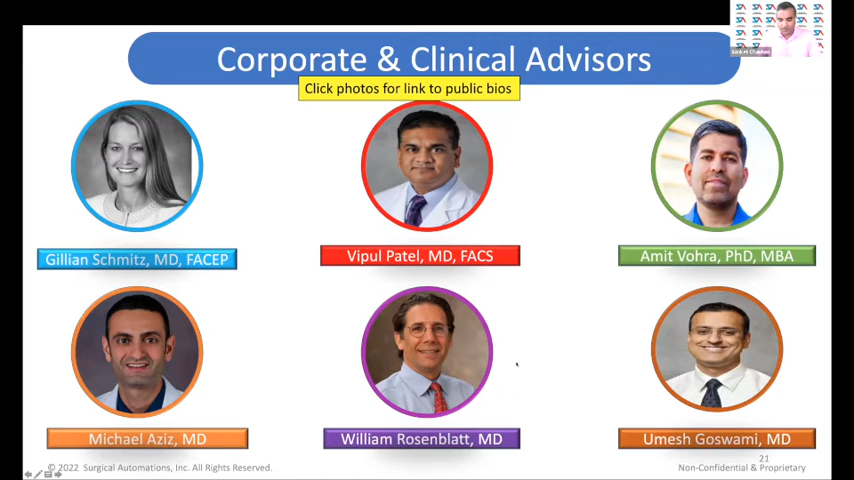 Corporate & Clinical Advisors
Click photos for link to public bios
Gillian Schmitz, MD, FACEP
Vipul Patel, MD, FACS
Amit Vohra, PhD, MBA
Michael Aziz, MD
William Rosenblatt, MD
Umesh Goswami, MD
21
© 2022 Surgical Automations, Inc. All Rights Reserved.
Non-Confidential & Proprietary